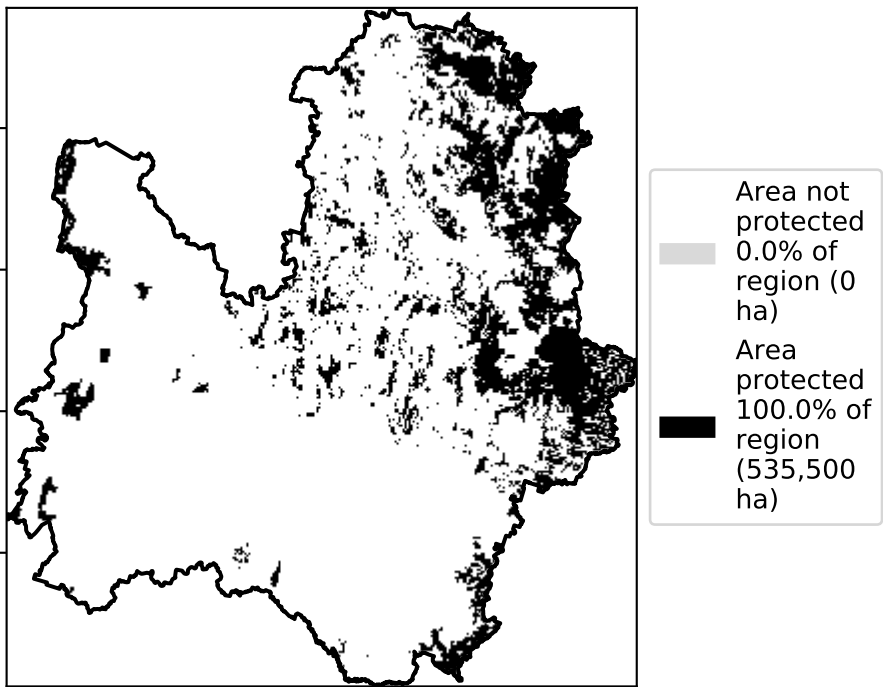 Area not
protected
0.0% of
region (0
ha)
Area
protected
100.0% of
region
(535,500
ha)